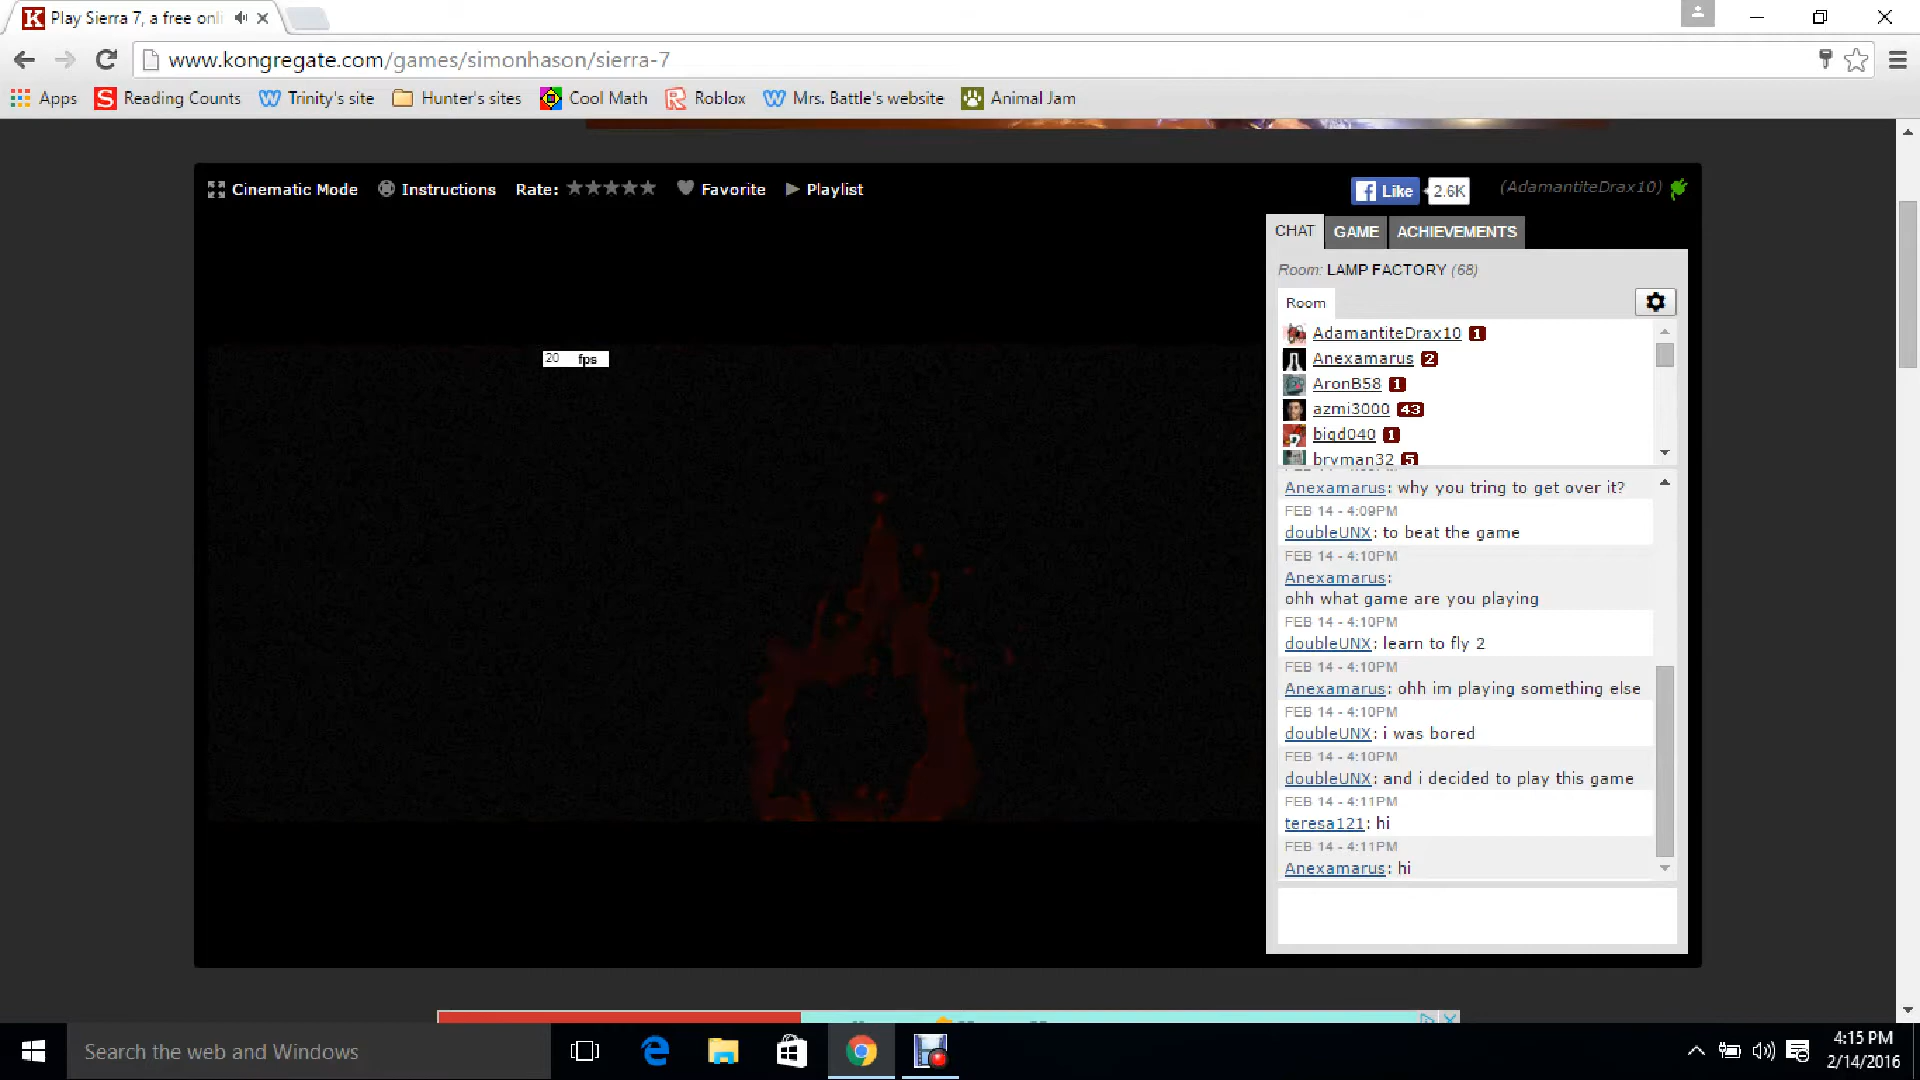 K Play Sierra 7, a free onl
www.kongregate.com/games/simonhason/sierra-7
Apps Reading Counts Trinity's site Hunter's sites Cool Math Roblox Mrs. Battle's website Animal Jam
Cinematic Mode Instructions Rate: Favorite Playlist
Like 2.6K (AdamantiteDrax10)
CHAT GAME ACHIEVEMENTS
Room: LAMP FACTORY (68)
Room
20 fps
AdamantiteDrax10 1
Anexamarus 2
AronB58 1
azmi3000 43
bigd040 1
bryman32 5
Anexamarus: why you tring to get over it?
FEB 14 - 4:09PM
doubleUNX: to beat the game
FEB 14 - 4:10PM
Anexamarus:
ohh what game are you playing
FEB 14 - 4:10PM
doubleUNX: learn to fly 2
FEB 14 - 4:10PM
Anexamarus: ohh im playing something else
FEB 14 - 4:10PM
doubleUNX: i was bored
FEB 14 - 4:10PM
doubleUNX: and i decided to play this game
FEB 14 - 4:11PM
teresa121: hi
FEB 14 - 4:11PM
Anexamarus: hi
Search the web and Windows
4:15 PM
2/14/2016